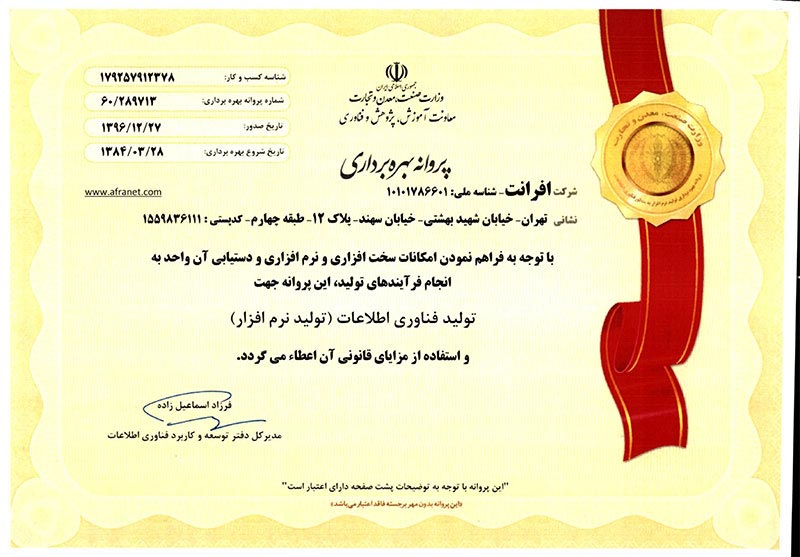 جمهوری اسلامی ایران
وزارت صنعت، معدن و تجارت
معاونت آموزش، پژوهش و فناوری
شناسه کسب و کار: ۱۷۹۲۵۷۹۱۲۳۷۸
شماره پروانه بهره برداری: ۶۰/۲۸۹۷۱۳
تاریخ صدور: ۱۳۹۶/۱۲/۲۷
تاریخ شروع بهره برداری: ۱۳۸۴/۰۳/۲۸
پروانه بهره برداری
شرکت افرانت - شناسه ملی: ۱۰۱۰۱۷۸۶۶۰۱
www.afranet.com
نشانی تهران- خیابان شهید بهشتی- خیابان سهند- پلاک ۱۲- طبقه چهارم- کدپستی: ۱۵۵۹۸۳۶۱۱۱
با توجه به فراهم نمودن امکانات سخت افزاری و نرم افزاری و دستیابی آن واحد به
انجام فرآیندهای تولید، این پروانه جهت
تولید فناوری اطلاعات (تولید نرم افزار)
و استفاده از مزایای قانونی آن اعطاء می گردد.
فرزاد اسماعیل زاده
مدیرکل دفتر توسعه و کاربرد فناوری اطلاعات
"این پروانه با توجه به توضیحات پشت صفحه دارای اعتبار است"
«این پروانه بدون مهر برجسته فاقد اعتبار می‌باشد»
وزارت صنعت، معدن و تجارت